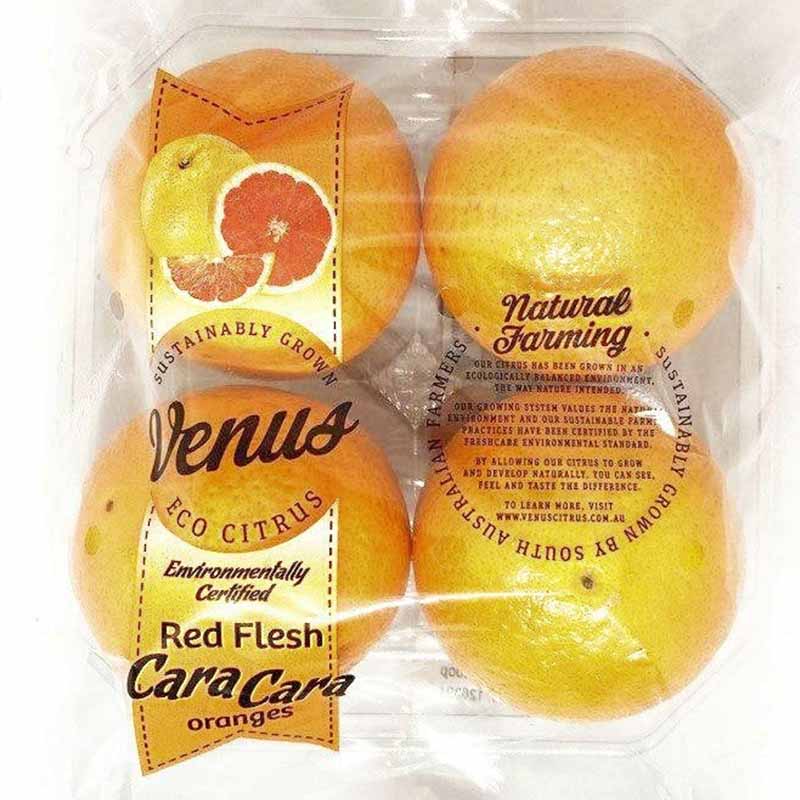 SUSTAINABLY GROWN
Venus
ECO CITRUS
Environmentally
Certified
Red Flesh
Cara Cara
oranges
Natural
Farming
OUR CITRUS HAS BEEN GROWN IN AN
ECOLOGICALLY BALANCED ENVIRONMENT,
THE WAY NATURE INTENDED.
OUR GROWING SYSTEM VALUES THE
ENVIRONMENT AND OUR SUSTAINABLE
PRACTICES HAVE BEEN CERTIFIED BY THE
FRESHCARE ENVIRONMENTAL STANDARD.
BY ALLOWING OUR CITRUS TO GROW
AND DEVELOP NATURALLY, YOU CAN SEE,
FEEL AND TASTE THE DIFFERENCE.
TO LEARN MORE, VISIT
WWW.VENUSCITRUS.COM.AU
· SUSTAINABLY GROWN BY SOUTH AUSTRALIAN FARMERS ·